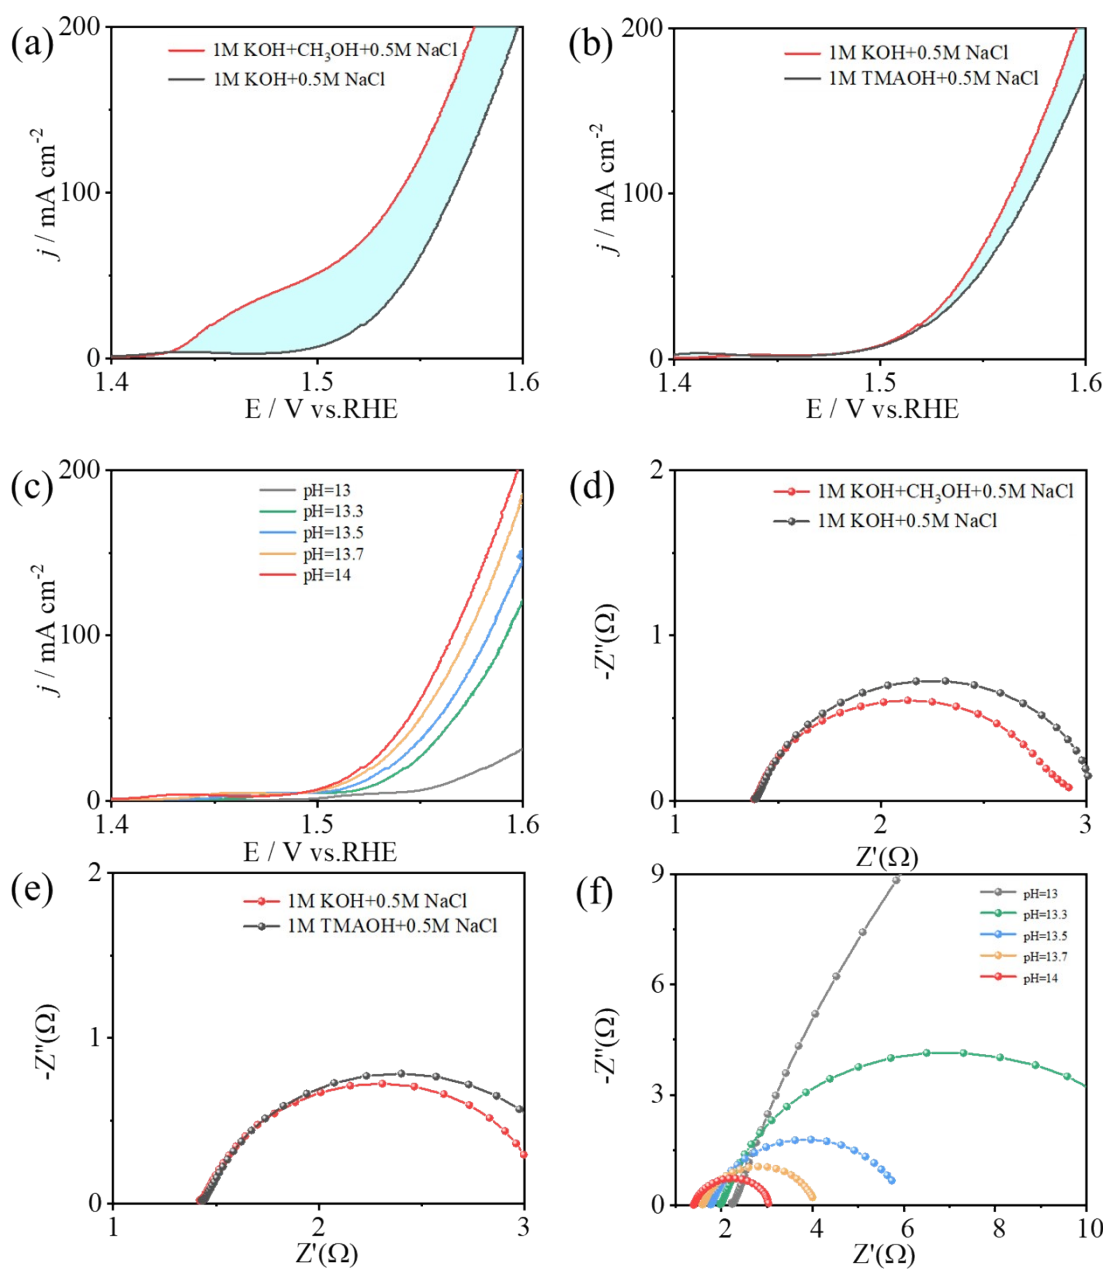 (a)
1M KOH+CH₃OH+0.5M NaCl
1M KOH+0.5M NaCl
200
100
0
j / mA cm⁻²
1.4 1.5 1.6
E / V vs.RHE
(b)
1M KOH+0.5M NaCl
1M TMAOH+0.5M NaCl
200
100
0
j / mA cm⁻²
1.4 1.5 1.6
E / V vs.RHE
(c)
pH=13
pH=13.3
pH=13.5
pH=13.7
pH=14
200
100
0
j / mA cm⁻²
1.4 1.5 1.6
E / V vs.RHE
(d)
1M KOH+CH₃OH+0.5M NaCl
1M KOH+0.5M NaCl
2
1
0
-Z''(Ω)
1 2 3
Z'(Ω)
(e)
1M KOH+0.5M NaCl
1M TMAOH+0.5M NaCl
2
1
0
-Z''(Ω)
1 2 3
Z'(Ω)
(f)
pH=13
pH=13.3
pH=13.5
pH=13.7
pH=14
9
6
3
0
-Z''(Ω)
2 4 6 8 10
Z'(Ω)